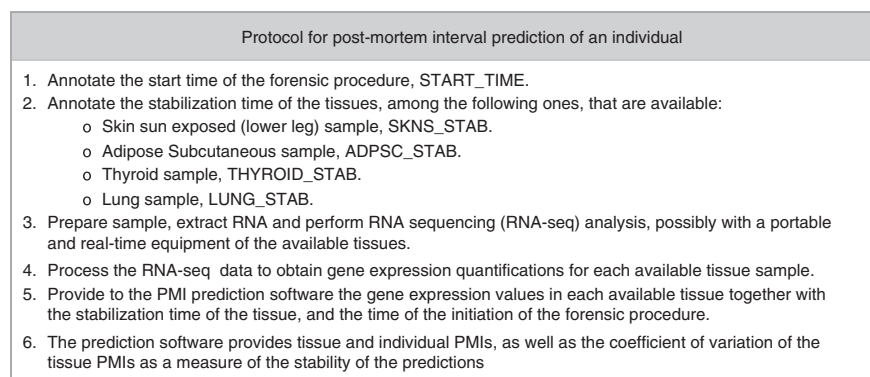 Protocol for post-mortem interval prediction of an individual
1. Annotate the start time of the forensic procedure, START_TIME.
2. Annotate the stabilization time of the tissues, among the following ones, that are available:
o Skin sun exposed (lower leg) sample, SKNS_STAB.
o Adipose Subcutaneous sample, ADPSC_STAB.
o Thyroid sample, THYROID_STAB.
o Lung sample, LUNG_STAB.
3. Prepare sample, extract RNA and perform RNA sequencing (RNA-seq) analysis, possibly with a portable
and real-time equipment of the available tissues.
4. Process the RNA-seq data to obtain gene expression quantifications for each available tissue sample.
5. Provide to the PMI prediction software the gene expression values in each available tissue together with
the stabilization time of the tissue, and the time of the initiation of the forensic procedure.
6. The prediction software provides tissue and individual PMIs, as well as the coefficient of variation of the
tissue PMIs as a measure of the stability of the predictions